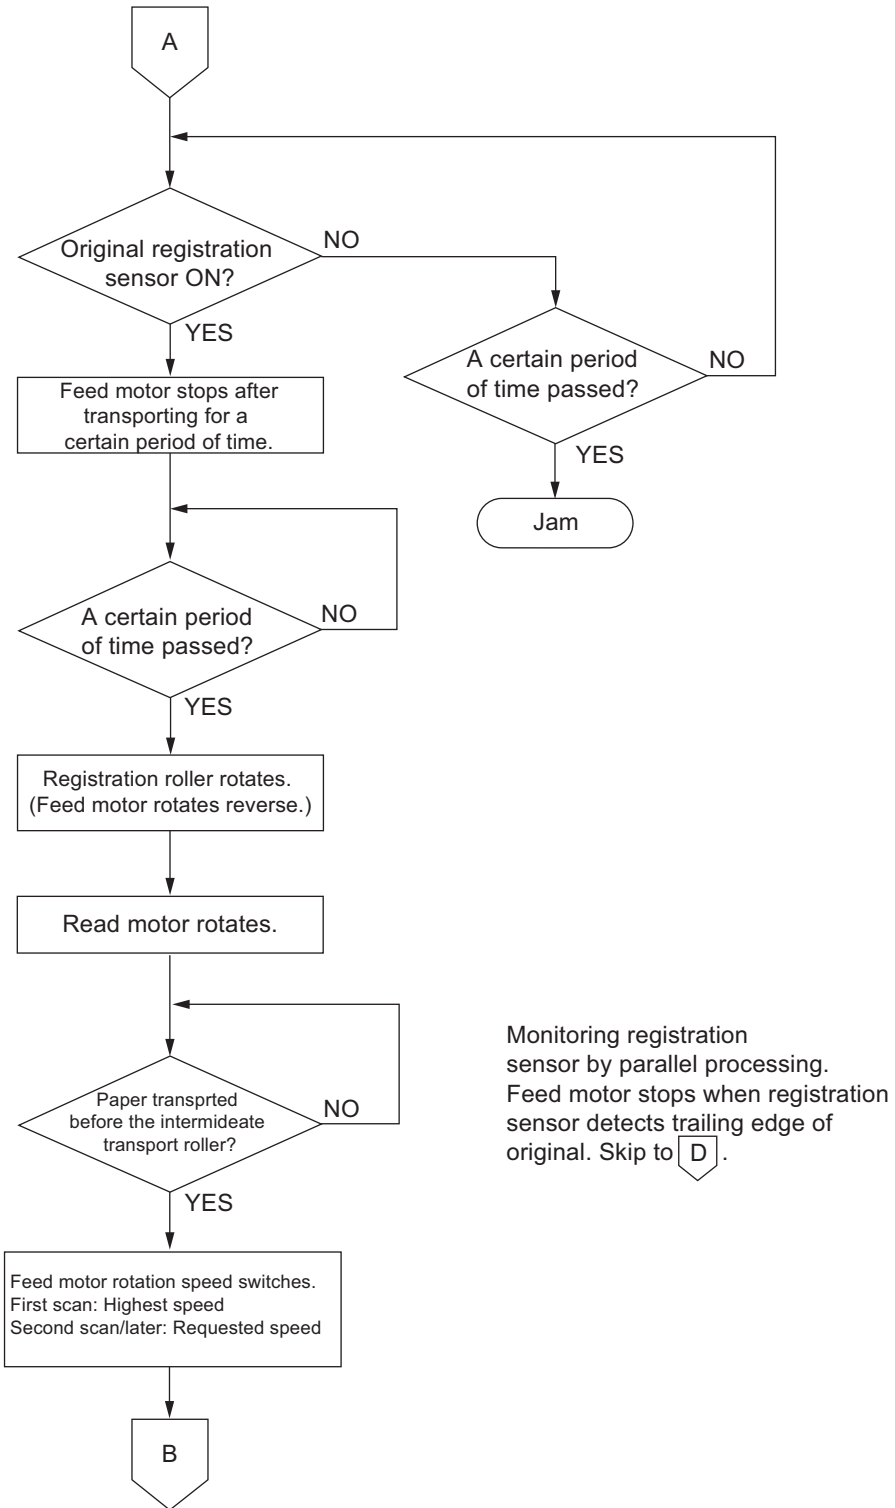 A
Original registration
sensor ON?
NO
YES
A certain period
of time passed?
NO
YES
Jam
Feed motor stops after
transporting for a
certain period of time.
A certain period
of time passed?
NO
YES
Registration roller rotates.
(Feed motor rotates reverse.)
Read motor rotates.
Paper transprted
before the intermideate
transport roller?
NO
YES
Monitoring registration
sensor by parallel processing.
Feed motor stops when registration
sensor detects trailing edge of
original. Skip to D .
Feed motor rotation speed switches.
First scan: Highest speed
Second scan/later: Requested speed
B